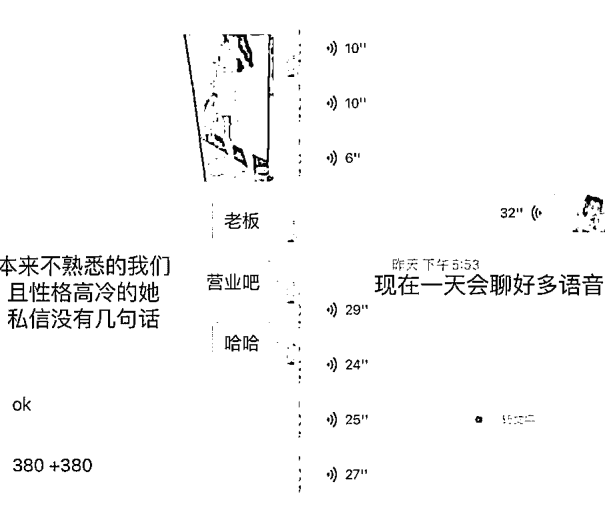 老板
营业吧
哈哈
本来不熟悉的我们
且性格高冷的她
私信没有几句话
ok
380 +380
10"
10"
6"
32"
昨天 下午 5:53
现在一天会聊好多语音
29"
24"
25"
27"